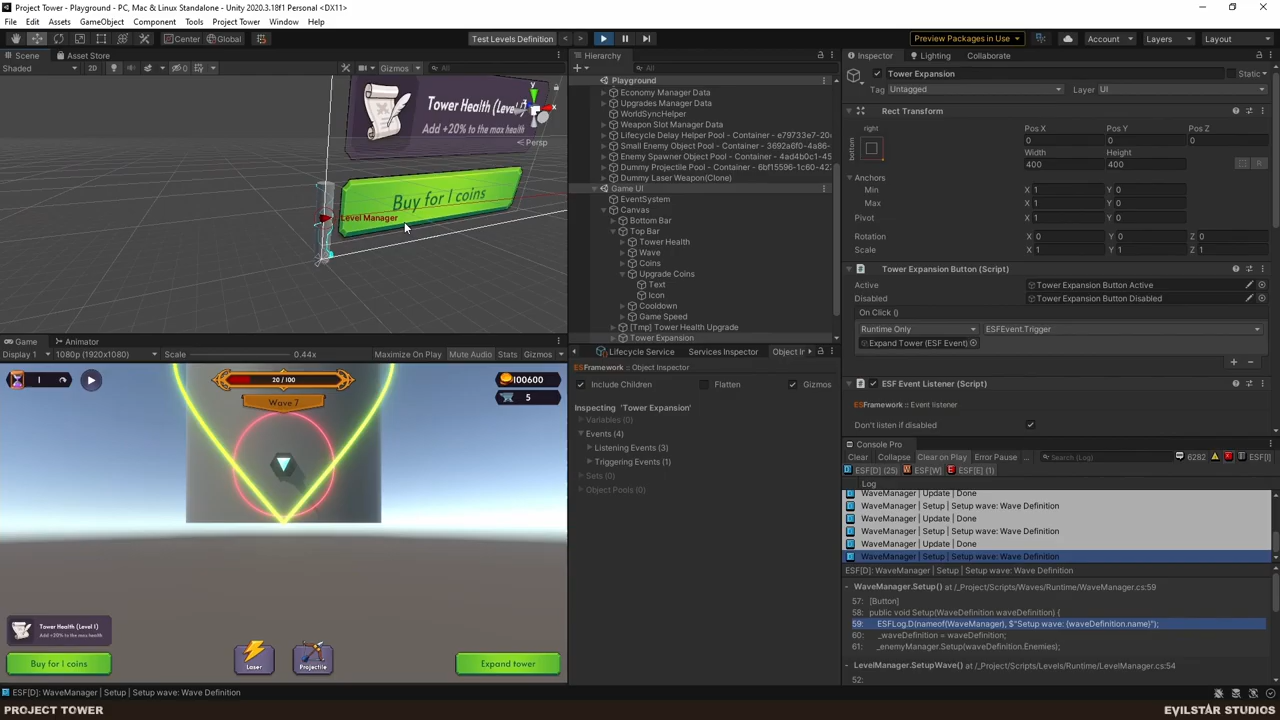 Project Tower - Playground - PC, Mac & Linux Standalone - Unity 2020.3.18f1 Personal <DX11>
File Edit Assets GameObject Component Tools Project Tower Window Help
Center Global Test Levels Definition Preview Packages in Use Account Layers Layout
Scene Asset Store
Shaded 2D 0 Gizmos All
Tower Health (Level 1)
Add +20% to the max health
y
x
Persp
Buy for 1 coins
Level Manager
Game Animator
Display 1 1080p (1920x1080) Scale 0.44x Maximize On Play Mute Audio Stats Gizmos
1
20 / 100
Wave 7
100600
5
Tower Health (Level 1)
Add +20% to the max health
Buy for 1 coins
Laser
Projectile
Expand tower
Hierarchy
All
Playground
Economy Manager Data
Upgrades Manager Data
WorldSyncHelper
Weapon Slot Manager Data
Lifecycle Delay Helper Pool - Container - e79733e7-20
Small Enemy Object Pool - Container - 3692a6f0-4a86-
Enemy Spawner Object Pool - Container - 4ad4b0c1-45
Dummy Projectile Pool - Container - 6bf15596-1c60-42
Dummy Laser Weapon(Clone)
Game UI
EventSystem
Canvas
Bottom Bar
Top Bar
Tower Health
Wave
Coins
Upgrade Coins
Text
Icon
Cooldown
Game Speed
[Tmp] Tower Health Upgrade
Tower Expansion
Lifecycle Service Services Inspector Object In
ESFramework :: Object Inspector
Include Children Flatten Gizmos
Inspecting 'Tower Expansion'
Variables (0)
Events (4)
Listening Events (3)
Triggering Events (1)
Sets (0)
Object Pools (0)
Inspector Lighting Collaborate
Tower Expansion Static
Tag Untagged Layer UI
Rect Transform
right Pos X Pos Y Pos Z
bottom 0 0 0
Width Height
400 400 R
Anchors
Min X 1 Y 0
Max X 1 Y 0
Pivot X 1 Y 0
Rotation X 0 Y 0 Z 0
Scale X 1 Y 1 Z 1
Tower Expansion Button (Script)
Active Tower Expansion Button Active
Disabled Tower Expansion Button Disabled
On Click ()
Runtime Only ESFEvent.Trigger
Expand Tower (ESF Event)
ESF Event Listener (Script)
ESFramework :: Event listener
Don't listen if disabled
Console Pro
Clear Collapse Clear on Play Error Pause ... Search (Log) 6282 ESF[I]
ESF[D] (25) ESF[W] ESF[E] (1)
Log
WaveManager | Update | Done
WaveManager | Setup | Setup wave: Wave Definition
WaveManager | Update | Done
WaveManager | Setup | Setup wave: Wave Definition
WaveManager | Update | Done
WaveManager | Setup | Setup wave: Wave Definition
ESF[D]: WaveManager | Setup | Setup wave: Wave Definition
WaveManager.Setup() at /_Project/Scripts/Waves/Runtime/WaveManager.cs:59
57: [Button]
58: public void Setup(WaveDefinition waveDefinition) {
59: ESFLog.D(nameof(WaveManager), $"Setup wave: {waveDefinition.name}");
60: _waveDefinition = waveDefinition;
61: _enemyManager.Setup(waveDefinition.Enemies);
LevelManager.SetupWave() at /_Project/Scripts/Levels/Runtime/LevelManager.cs:54
52:
ESF[D]: WaveManager | Setup | Setup wave: Wave Definition
PROJECT TOWER
EVILSTAR STUDIOS